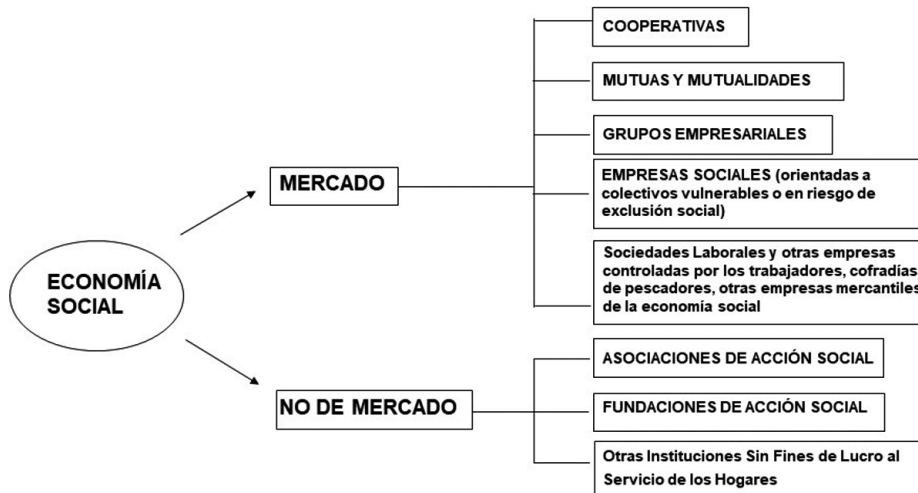 COOPERATIVAS
MUTUAS Y MUTUALIDADES
GRUPOS EMPRESARIALES
MERCADO
EMPRESAS SOCIALES (orientadas a
colectivos vulnerables o en riesgo de
exclusión social)
Sociedades Laborales y otras empresas
controladas por los trabajadores, cofradías
de pescadores, otras empresas mercantiles
de la economía social
ECONOMÍA
SOCIAL
ASOCIACIONES DE ACCIÓN SOCIAL
NO DE MERCADO
FUNDACIONES DE ACCIÓN SOCIAL
Otras Instituciones Sin Fines de Lucro al
Servicio de los Hogares